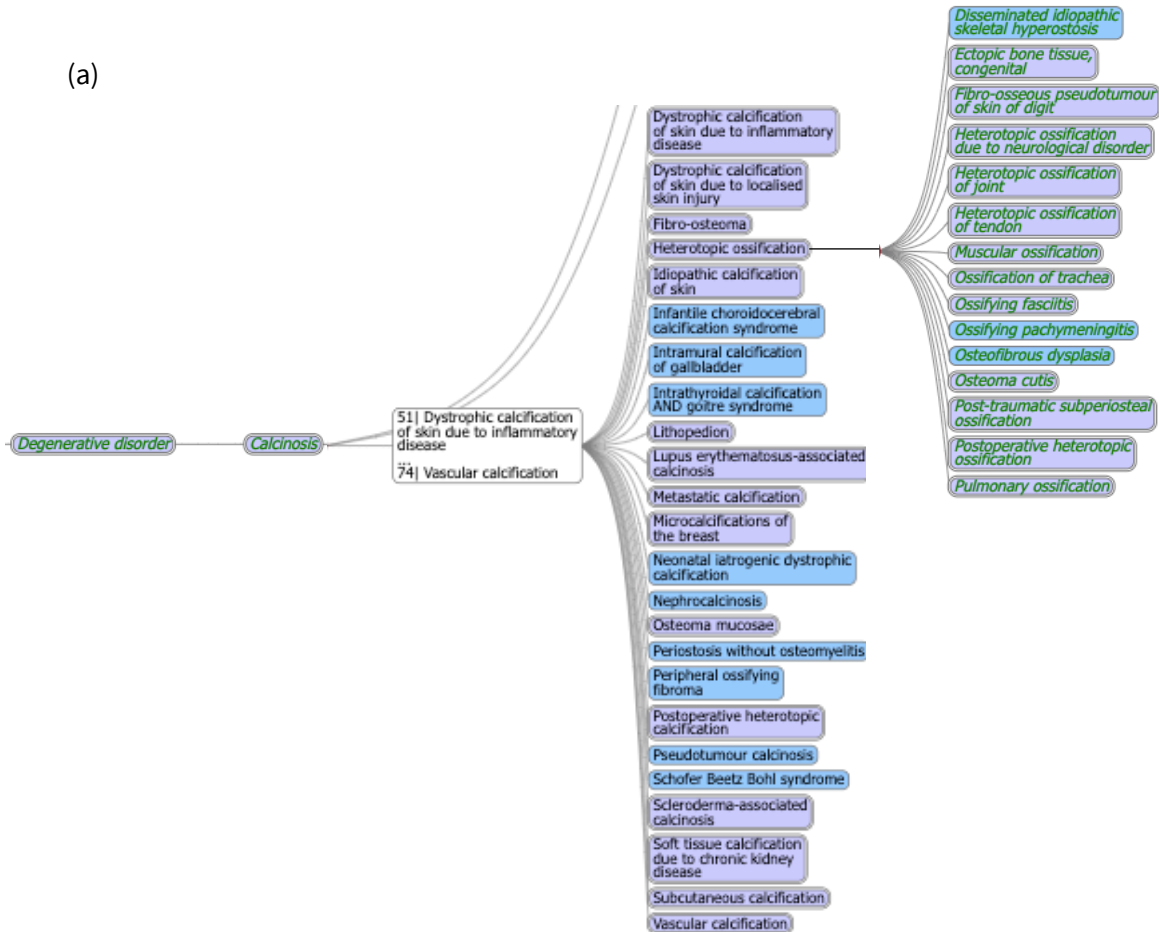 (a)
Degenerative disorder
Calcinosis
51| Dystrophic calcification
of skin due to inflammatory
disease
...
74| Vascular calcification
Dystrophic calcification
of skin due to inflammatory
disease
Dystrophic calcification
of skin due to localised
skin injury
Fibro-osteoma
Heterotopic ossification
Idiopathic calcification
of skin
Infantile choroidocerebral
calcification syndrome
Intramural calcification
of gallbladder
Intrathyroidal calcification
AND goitre syndrome
Lithopedion
Lupus erythematosus-associated
calcinosis
Metastatic calcification
Microcalcifications of
the breast
Neonatal iatrogenic dystrophic
calcification
Nephrocalcinosis
Osteoma mucosae
Periostosis without osteomyelitis
Peripheral ossifying
fibroma
Postoperative heterotopic
calcification
Pseudotumour calcinosis
Schofer Beetz Bohl syndrome
Scleroderma-associated
calcinosis
Soft tissue calcification
due to chronic kidney
disease
Subcutaneous calcification
Vascular calcification
Disseminated idiopathic
skeletal hyperostosis
Ectopic bone tissue,
congenital
Fibro-osseous pseudotumour
of skin of digit
Heterotopic ossification
due to neurological disorder
Heterotopic ossification
of joint
Heterotopic ossification
of tendon
Muscular ossification
Ossification of trachea
Ossifying fasciitis
Ossifying pachymeningitis
Osteofibrous dysplasia
Osteoma cutis
Post-traumatic subperiosteal
ossification
Postoperative heterotopic
ossification
Pulmonary ossification